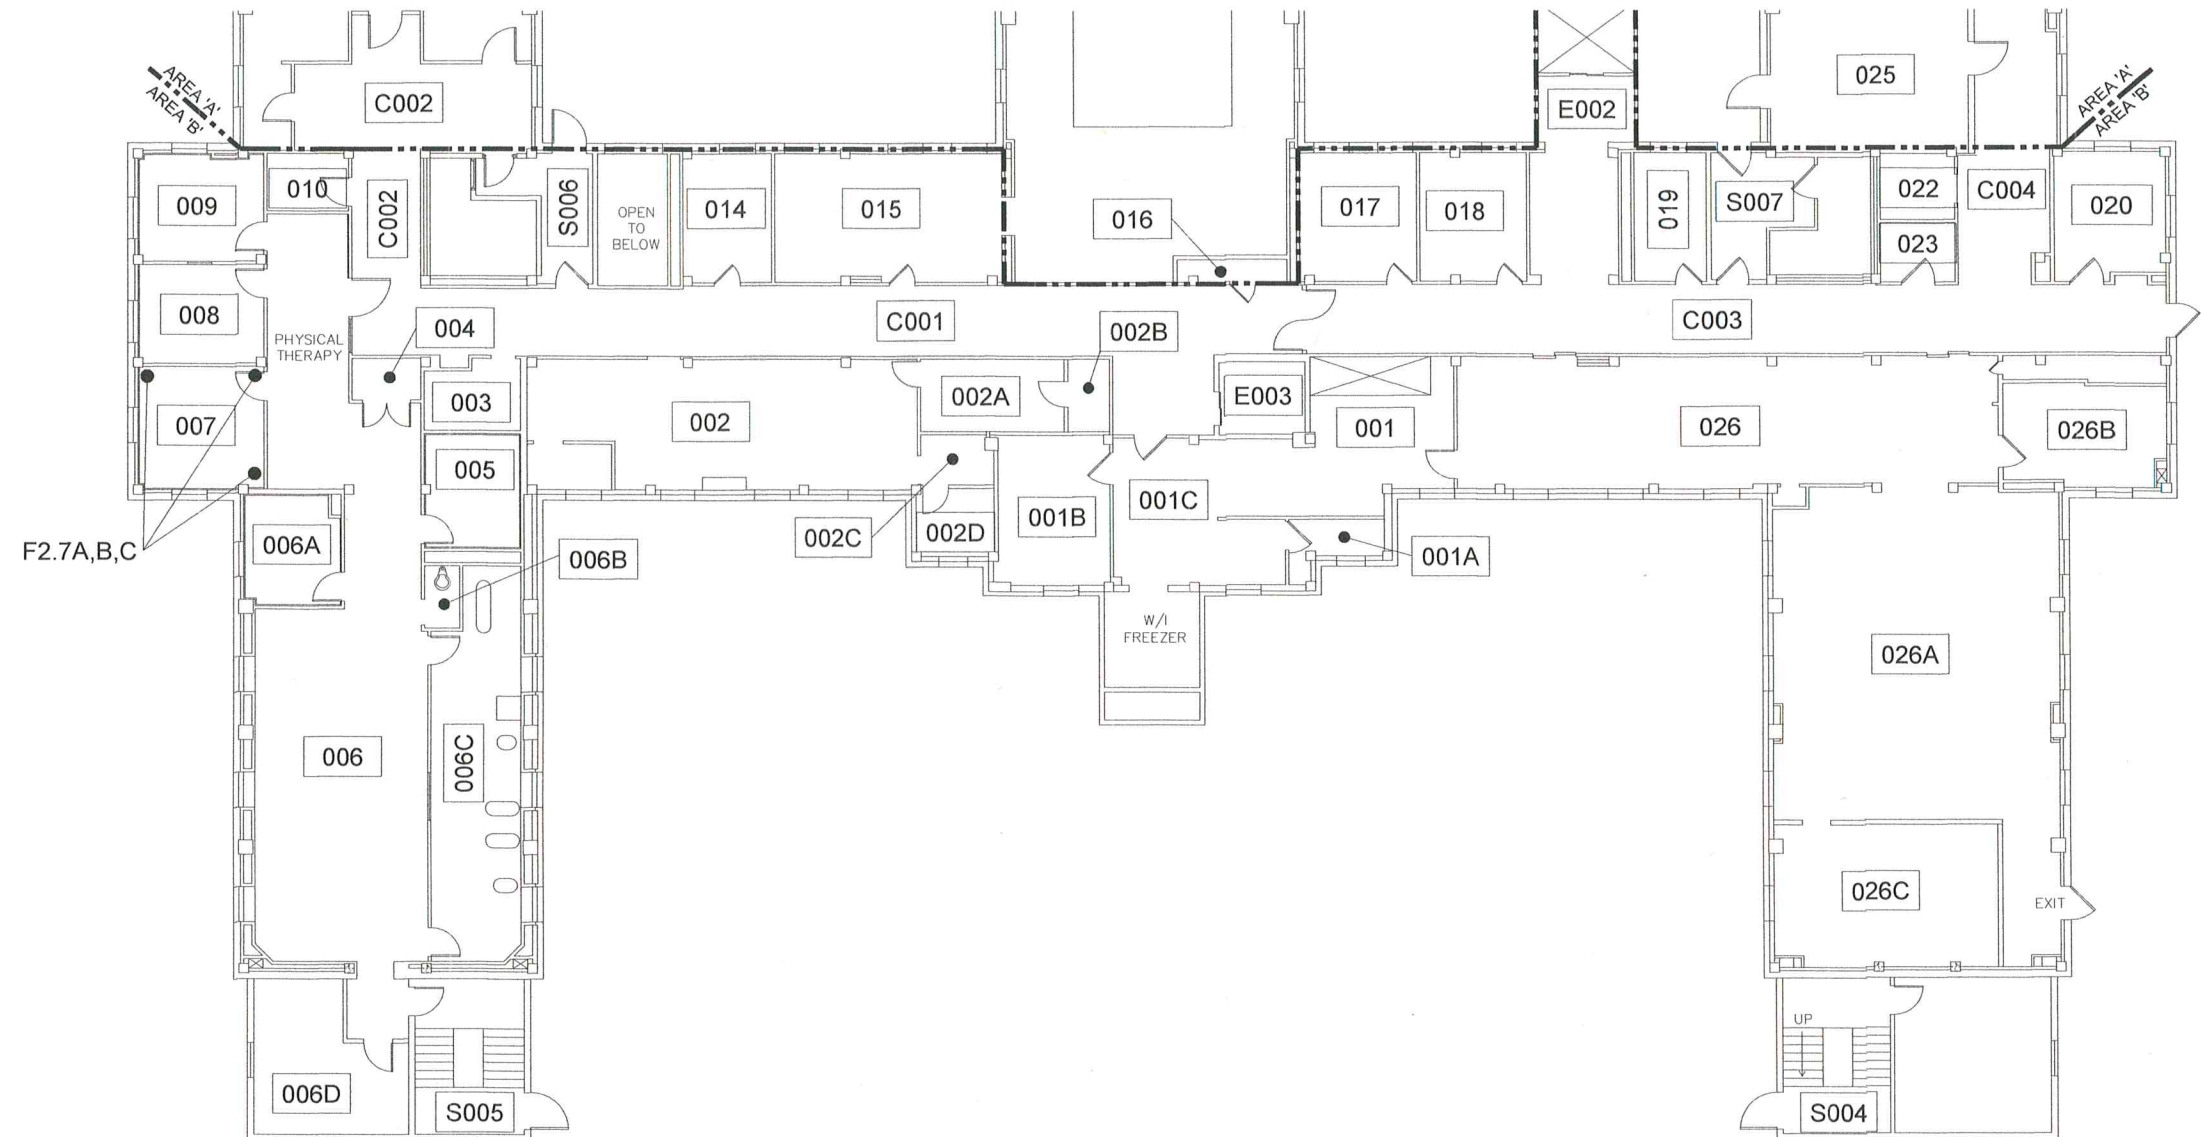 025
C002
E002
AREA 'A'
AREA 'B'
AREA 'A'
AREA 'B'
009
010
C002
S006
OPEN
TO
BELOW
014
015
016
017
018
019
S007
022
C004
023
020
008
PHYSICAL
THERAPY
004
C001
002B
C003
007
003
002
002A
E003
001
026
026B
005
006A
F2.7A,B,C
006B
002C
002D
001B
001C
001A
W/I
FREEZER
026A
006
006C
026C
EXIT
006D
S005
UP
S004